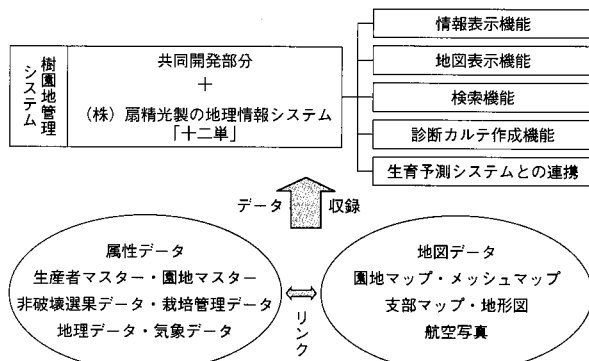 樹園地管理
システム
共同開発部分
+
(株)扇精光製の地理情報システム
「十二単」
情報表示機能
地図表示機能
検索機能
診断カルテ作成機能
生育予測システムとの連携
データ 収録
属性データ
生産者マスター・園地マスター
非破壊選果データ・栽培管理データ
地理データ・気象データ
リンク
地図データ
園地マップ・メッシュマップ
支部マップ・地形図
航空写真